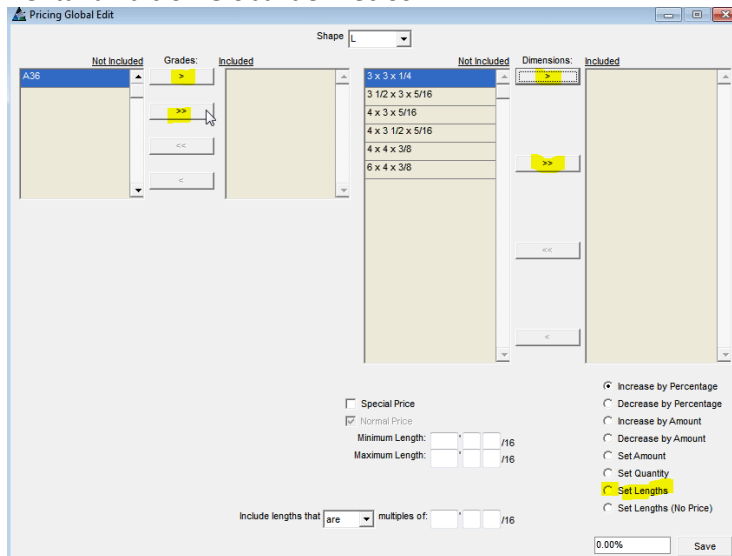 Pricing Global Edit
Shape L
Not Included Grades: Included Not Included Dimensions: Included
A36 > 3 x 3 x 1/4 >
3 1/2 x 3 x 5/16
>> 4 x 3 x 5/16
4 x 3 1/2 x 5/16
<< 4 x 4 x 3/8
6 x 4 x 3/8 >>
<
<<
<
Increase by Percentage
Special Price Decrease by Percentage
Normal Price Increase by Amount
Minimum Length: ' /16 Decrease by Amount
Maximum Length: ' /16 Set Amount
Set Quantity
Set Lengths
Include lengths that are multiples of: ' /16 Set Lengths (No Price)
0.00% Save